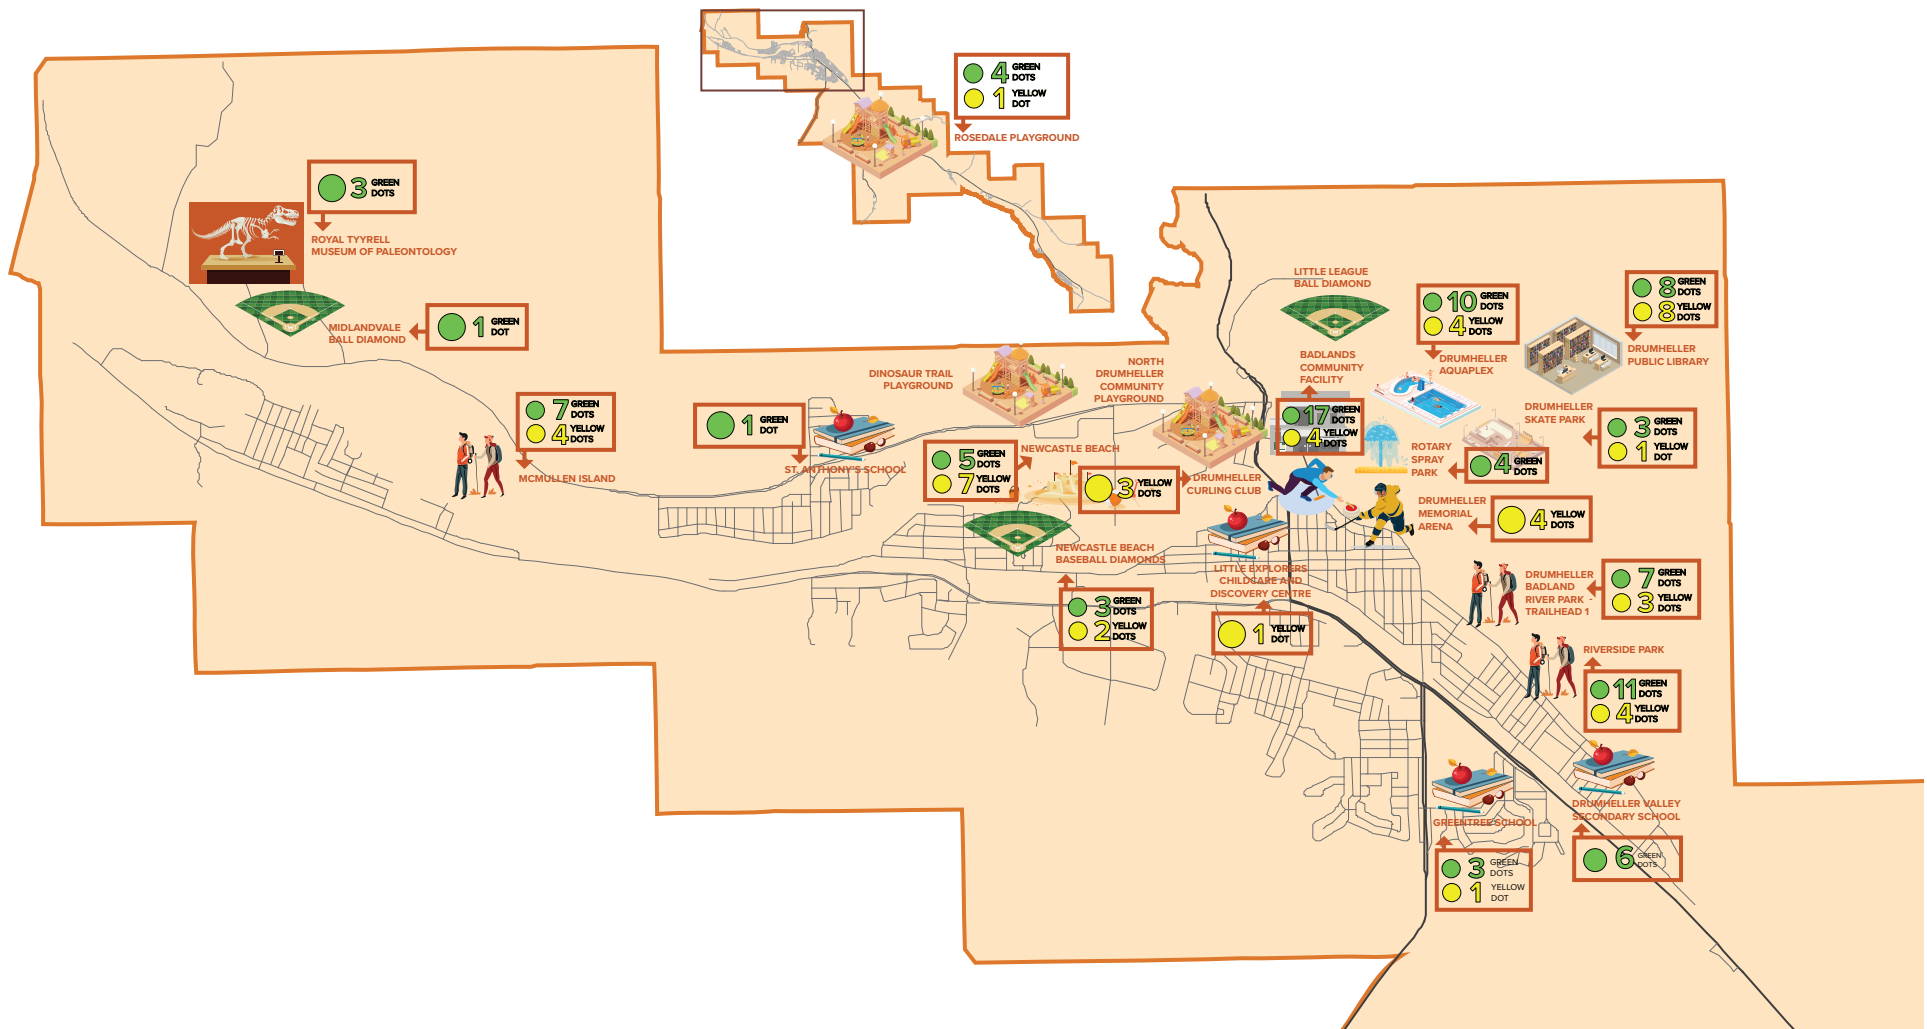 4 GREEN
DOTS
1 YELLOW
DOT
ROSEDALE PLAYGROUND
3 GREEN
DOTS
ROYAL TYYRELL
MUSEUM OF PALEONTOLOGY
MIDLANDVALE
BALL DIAMOND
1 GREEN
DOT
7 GREEN
DOTS
4 YELLOW
DOTS
MCMULLEN ISLAND
1 GREEN
DOT
ST. ANTHONY'S SCHOOL
DINOSAUR TRAIL
PLAYGROUND
NORTH
DRUMHELLER
COMMUNITY
PLAYGROUND
5 GREEN
DOTS
7 YELLOW
DOTS
NEWCASTLE BEACH
3 YELLOW
DOTS
DRUMHELLER
CURLING CLUB
NEWCASTLE BEACH
BASEBALL DIAMONDS
3 GREEN
DOTS
2 YELLOW
DOTS
LITTLE EXPLORERS
CHILDCARE AND
DISCOVERY CENTRE
1 YELLOW
DOT
LITTLE LEAGUE
BALL DIAMOND
BADLANDS
COMMUNITY
FACILITY
17 GREEN
DOTS
4 YELLOW
DOTS
10 GREEN
DOTS
4 YELLOW
DOTS
DRUMHELLER
AQUAPLEX
8 GREEN
DOTS
8 YELLOW
DOTS
DRUMHELLER
PUBLIC LIBRARY
DRUMHELLER
SKATE PARK
3 GREEN
DOTS
1 YELLOW
DOT
ROTARY
SPRAY
PARK
4 GREEN
DOTS
DRUMHELLER
MEMORIAL
ARENA
4 YELLOW
DOTS
DRUMHELLER
BADLAND
RIVER PARK -
TRAILHEAD 1
7 GREEN
DOTS
3 YELLOW
DOTS
RIVERSIDE PARK
11 GREEN
DOTS
4 YELLOW
DOTS
DRUMHELLER VALLEY
SECONDARY SCHOOL
6 GREEN
DOTS
GREENTREE SCHOOL
3 GREEN
DOTS
1 YELLOW
DOT